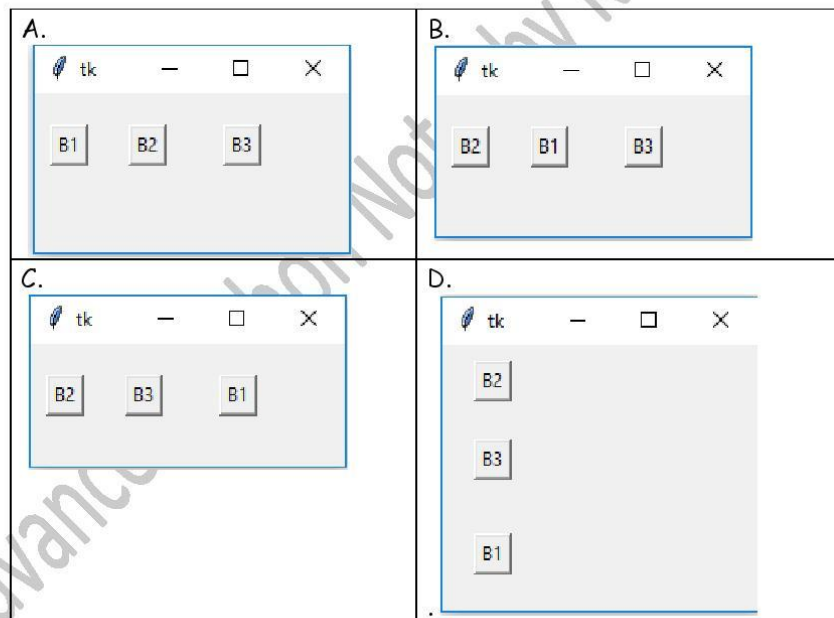 A.
tk
B1 B2 B3
B.
tk
B2 B1 B3
C.
tk
B2 B3 B1
D.
tk
B2
B3
B1
.